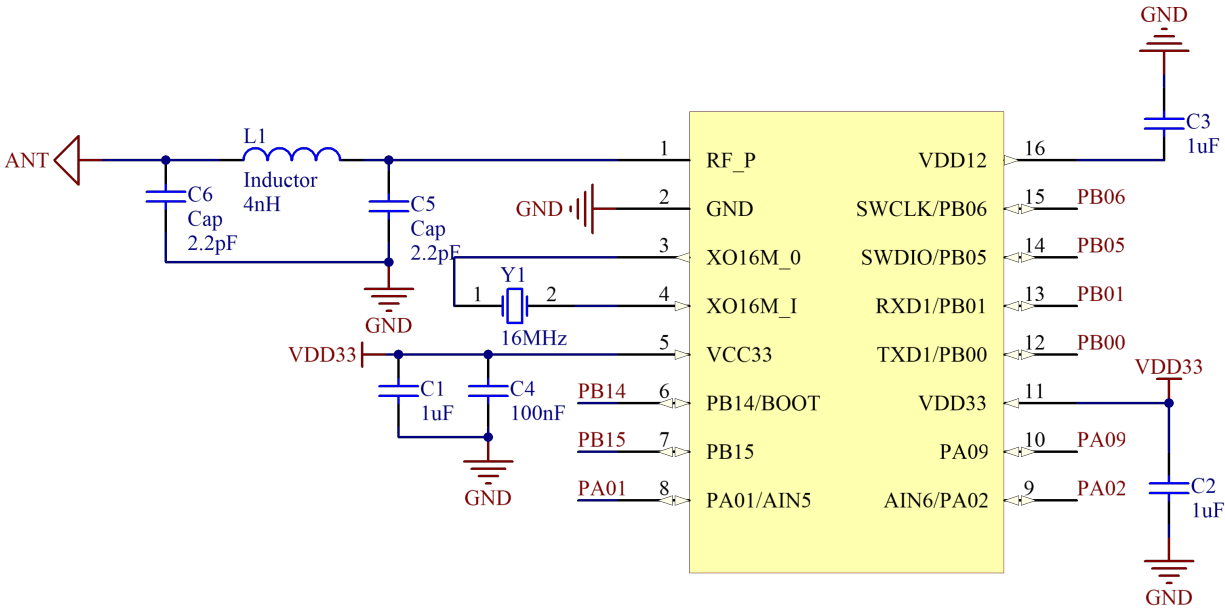 GND
C3
1uF
ANT
L1
Inductor
4nH
C6
Cap
2.2pF
C5
Cap
2.2pF
GND
1
RF_P
GND
2
GND
3
XO16M_0
Y1
1
2
16MHz
4
XO16M_I
VDD33
5
VCC33
C1
1uF
C4
100nF
GND
PB14
6
PB14/BOOT
PB15
7
PB15
PA01
8
PA01/AIN5
VDD12
16
SWCLK/PB06
15
PB06
SWDIO/PB05
14
PB05
RXD1/PB01
13
PB01
TXD1/PB00
12
PB00
VDD33
11
VDD33
PA09
10
PA09
AIN6/PA02
9
PA02
C2
1uF
GND